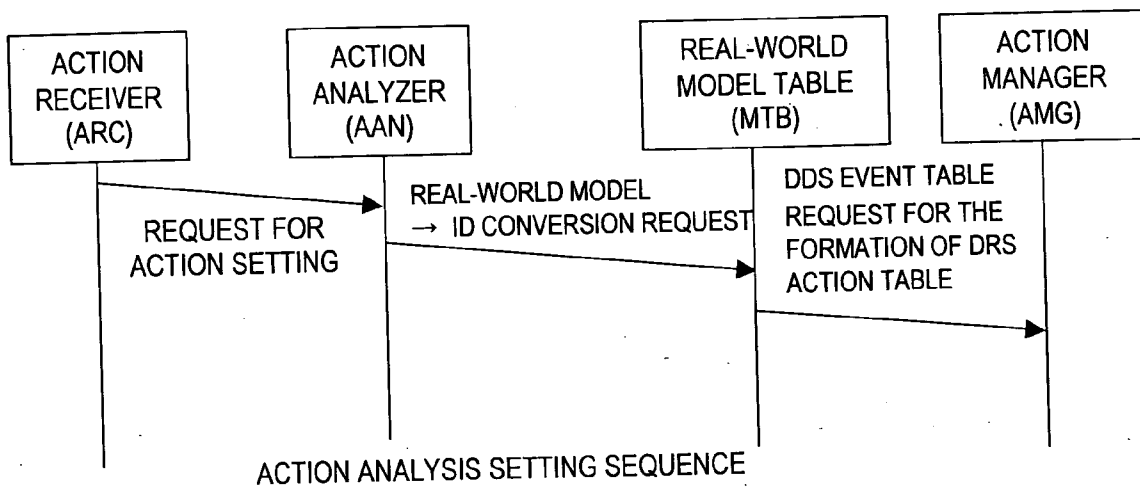 ACTION
RECEIVER
(ARC)
ACTION
ANALYZER
(AAN)
REAL-WORLD
MODEL TABLE
(MTB)
ACTION
MANAGER
(AMG)
REQUEST FOR
ACTION SETTING
REAL-WORLD MODEL
→ ID CONVERSION REQUEST
DDS EVENT TABLE
REQUEST FOR THE
FORMATION OF DRS
ACTION TABLE
ACTION ANALYSIS SETTING SEQUENCE